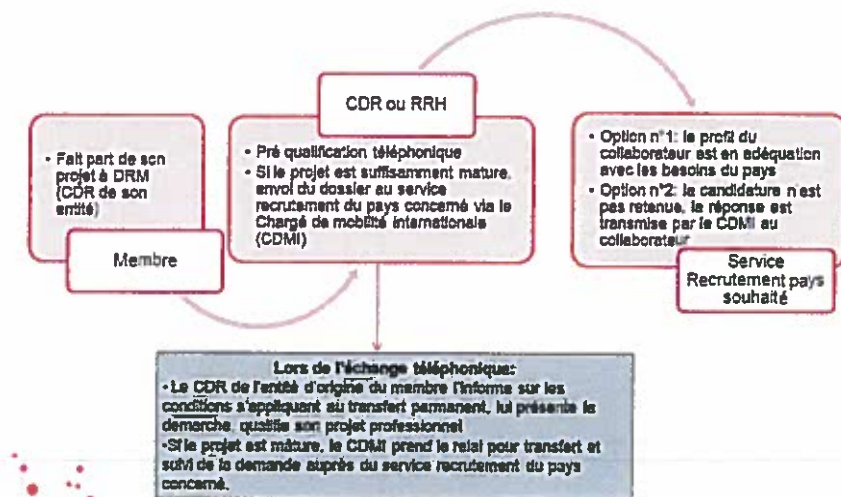 • Fait part de son
projet à DRM
(CDR de son
entité)
Membre
CDR ou RRH
• Pré qualification téléphonique
• Si le projet est suffisamment mature,
envoi du dossier au service
recrutement du pays concerné via le
Chargé de mobilité internationale
(CDMI)
• Option n°1: le profil du
collaborateur est en adéquation
avec les besoins du pays
• Option n°2: la candidature n'est
pas retenue, la réponse est
transmise par le CDMI au
collaborateur
Service
Recrutement pays
souhaité
Lors de l'échange téléphonique:
•Le CDR de l'entité d'origine du membre l'informe sur les
conditions s'appliquant au transfert permanent, lui présente la
demarche, qualifie son projet professionnel
•Si le projet est mâture, le CDMI prend le relai pour transfert et
suivi de la demande auprès du service recrutement du pays
concerné.